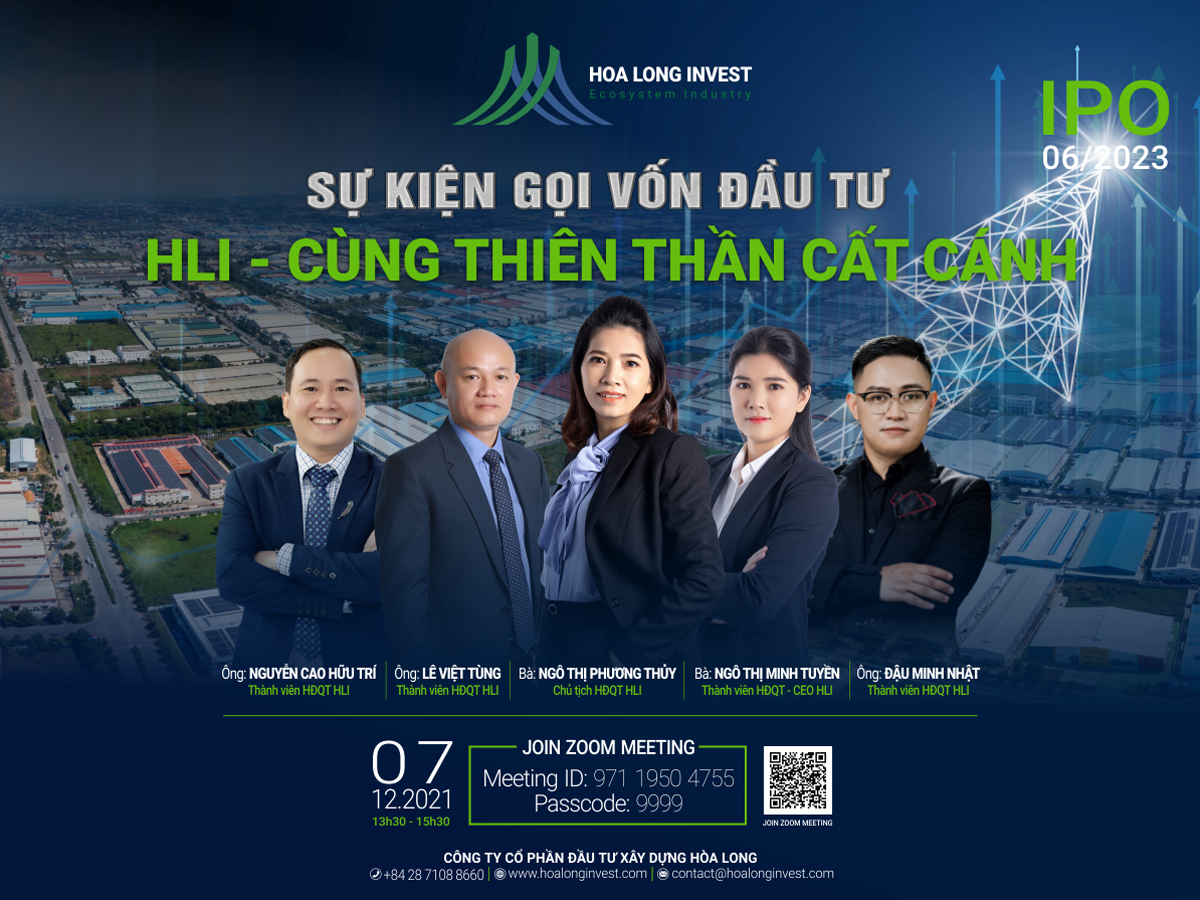 HOA LONG INVEST
Ecosystem Industry
IPO
06/2023
SỰ KIỆN GỌI VỐN ĐẦU TƯ
HLI - CÙNG THIÊN THẦN CẤT CÁNH
Ông: NGUYỄN CAO HỮU TRÍ
Thành viên HĐQT HLI
Ông: LÊ VIỆT TÙNG
Thành viên HĐQT HLI
Bà: NGÔ THỊ PHƯƠNG THỦY
Chủ tịch HĐQT HLI
Bà: NGÔ THỊ MINH TUYỀN
Thành viên HĐQT - CEO HLI
Ông: ĐẬU MINH NHẬT
Thành viên HĐQT HLI
07
12.2021
13h30 - 15h30
JOIN ZOOM MEETING
Meeting ID: 971 1950 4755
Passcode: 9999
JOIN ZOOM MEETING
CÔNG TY CỔ PHẦN ĐẦU TƯ XÂY DỰNG HÒA LONG
+84 28 7108 8660 | www.hoalonginvest.com | contact@hoalonginvest.com